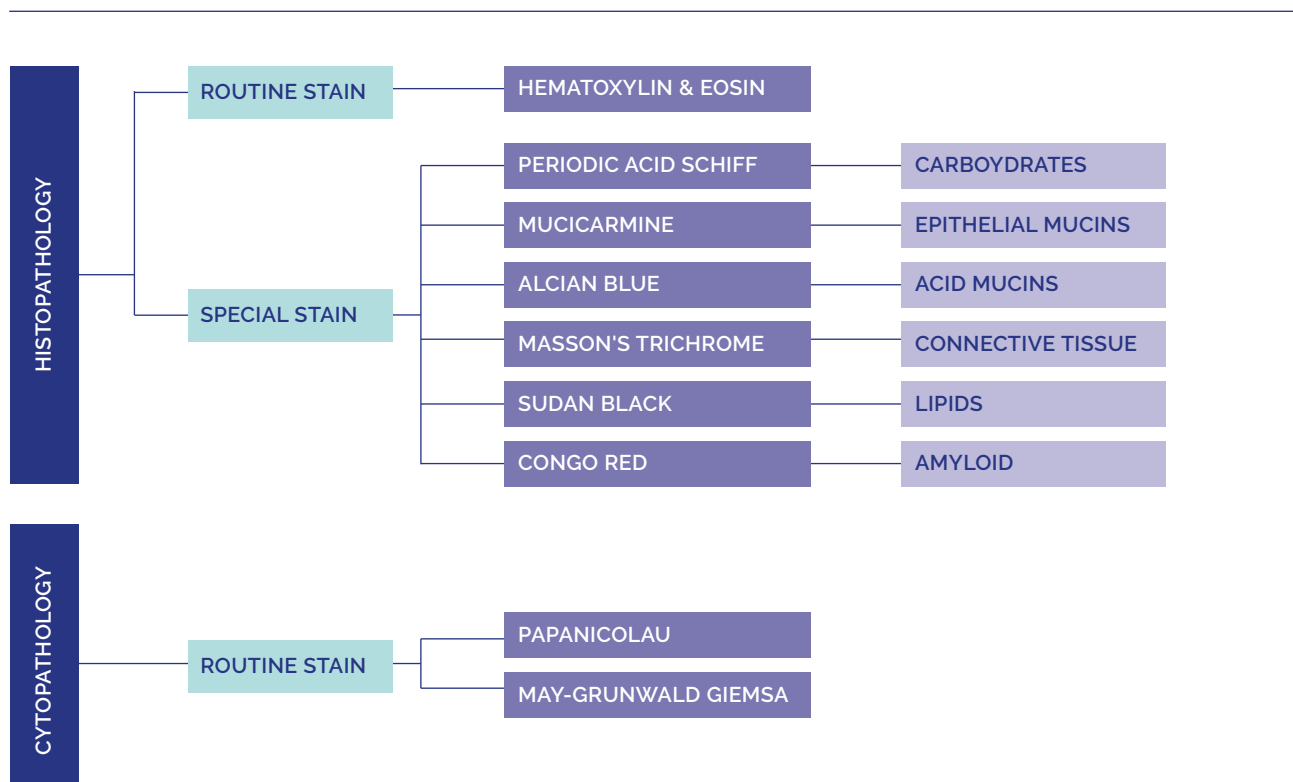 HISTOPATHOLOGY
ROUTINE STAIN
HEMATOXYLIN & EOSIN
SPECIAL STAIN
PERIODIC ACID SCHIFF
CARBOYDRATES
MUCICARMINE
EPITHELIAL MUCINS
ALCIAN BLUE
ACID MUCINS
MASSON'S TRICHROME
CONNECTIVE TISSUE
SUDAN BLACK
LIPIDS
CONGO RED
AMYLOID
CYTOPATHOLOGY
ROUTINE STAIN
PAPANICOLAU
MAY-GRUNWALD GIEMSA